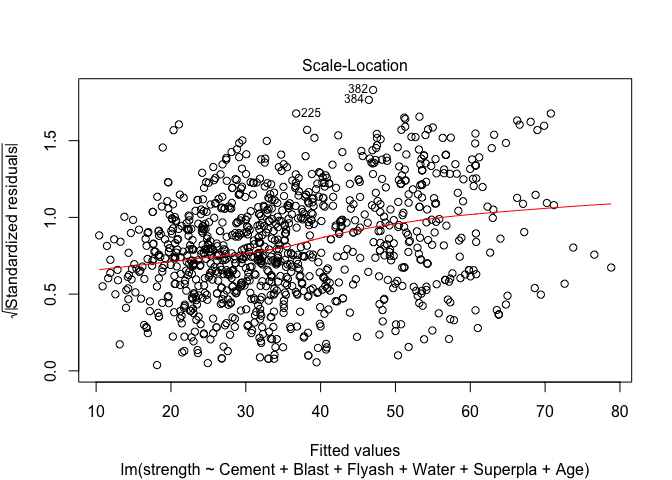 Scale-Location
382
384
225
√|Standardized residuals|
1.5
1.0
0.5
0.0
10 20 30 40 50 60 70 80
Fitted values
lm(strength ~ Cement + Blast + Flyash + Water + Superpla + Age)